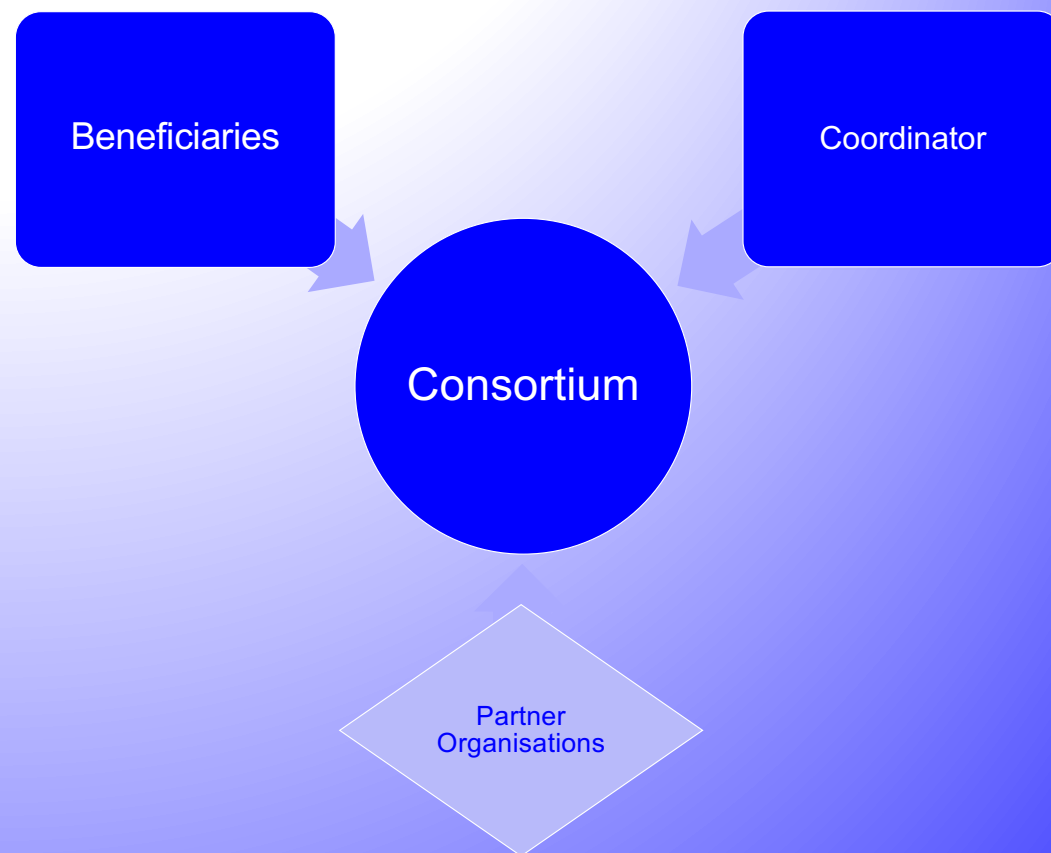 Beneficiaries
Coordinator
Consortium
Partner
Organisations